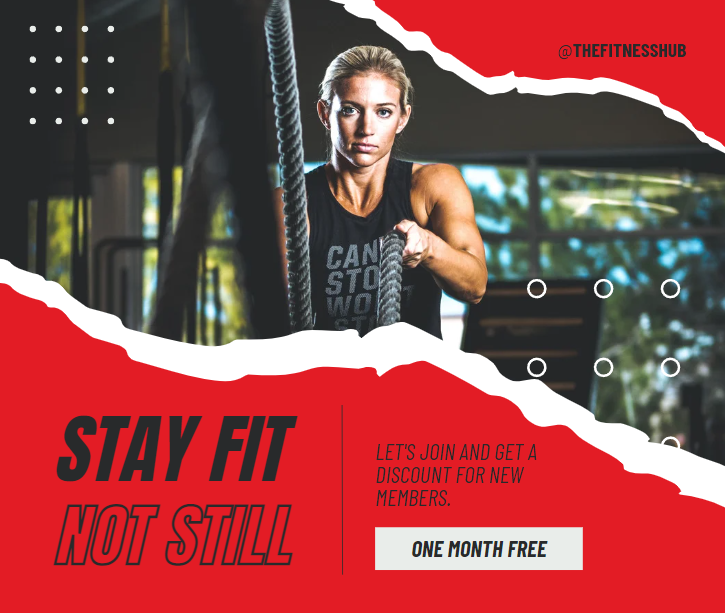 @THEFITNESSHUB
CAN
STO
WO
STAY FIT
NOT STILL
LET'S JOIN AND GET A
DISCOUNT FOR NEW
MEMBERS.
ONE MONTH FREE